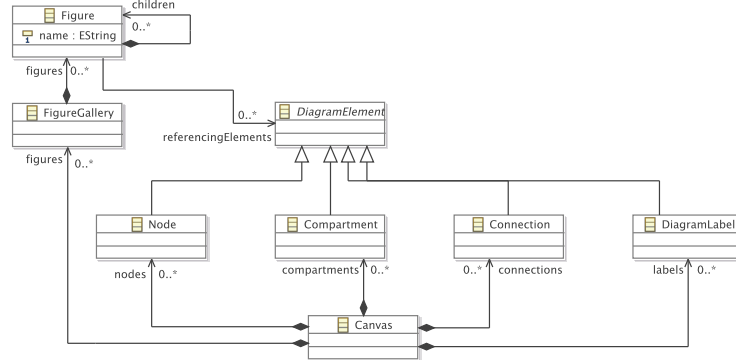 children
Figure
0..*
name : EString
figures 0..*
FigureGallery
0..*
DiagramElement
referencingElements
figures 0..*
Node
Compartment
Connection
DiagramLabel
nodes 0..*
compartments 0..*
0..* connections
labels 0..*
Canvas